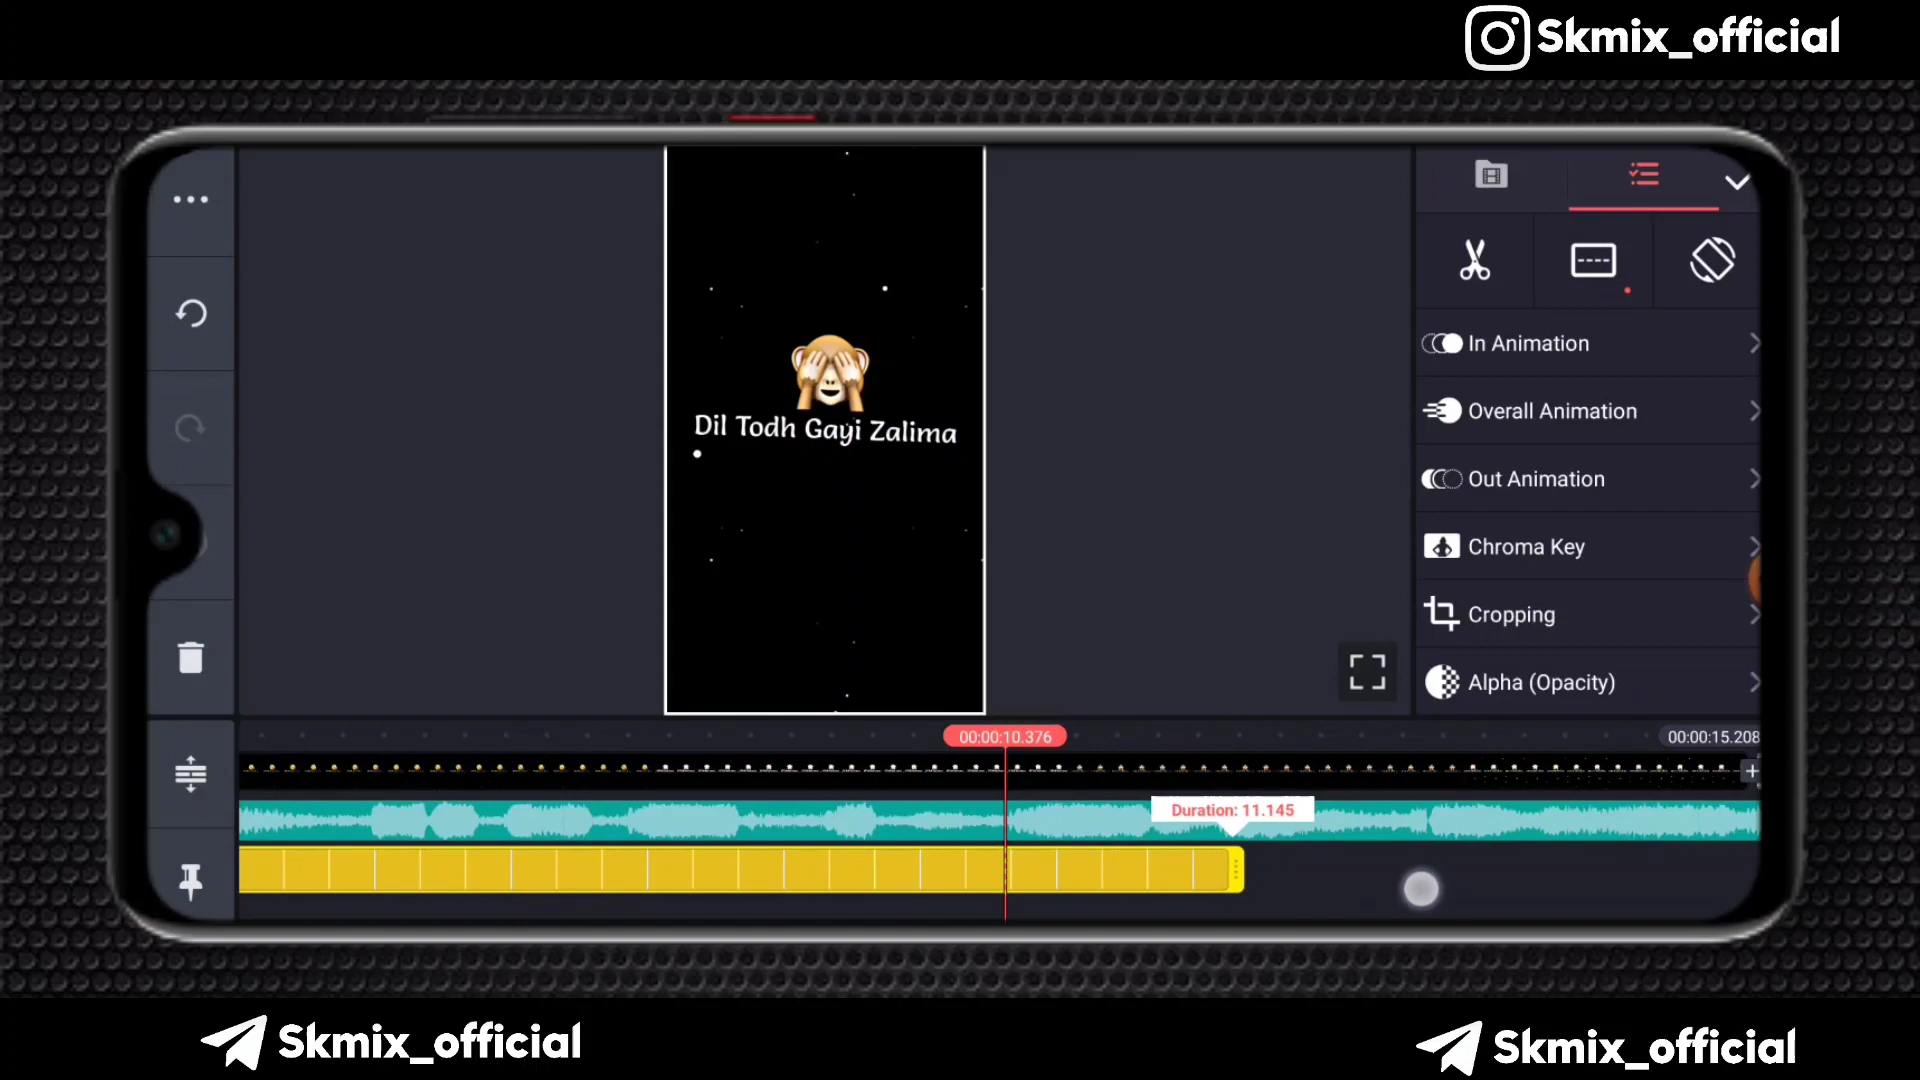 Skmix_official
In Animation
Overall Animation
Out Animation
Chroma Key
Cropping
Alpha (Opacity)
Dil Todh Gayi Zalima
00:00:10.376
00:00:15.208
Duration: 11.145
Skmix_official
Skmix_official